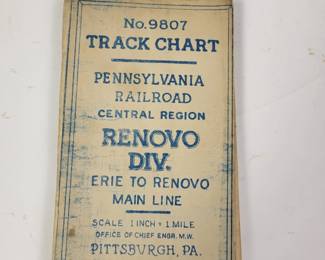 No. 9807
TRACK CHART
PENNSYLVANIA
RAILROAD
CENTRAL REGION
RENOVO
DIV.
ERIE TO RENOVO
MAIN LINE
SCALE 1 INCH = 1 MILE
OFFICE OF CHIEF ENGR. M.W.
PITTSBURGH, PA.